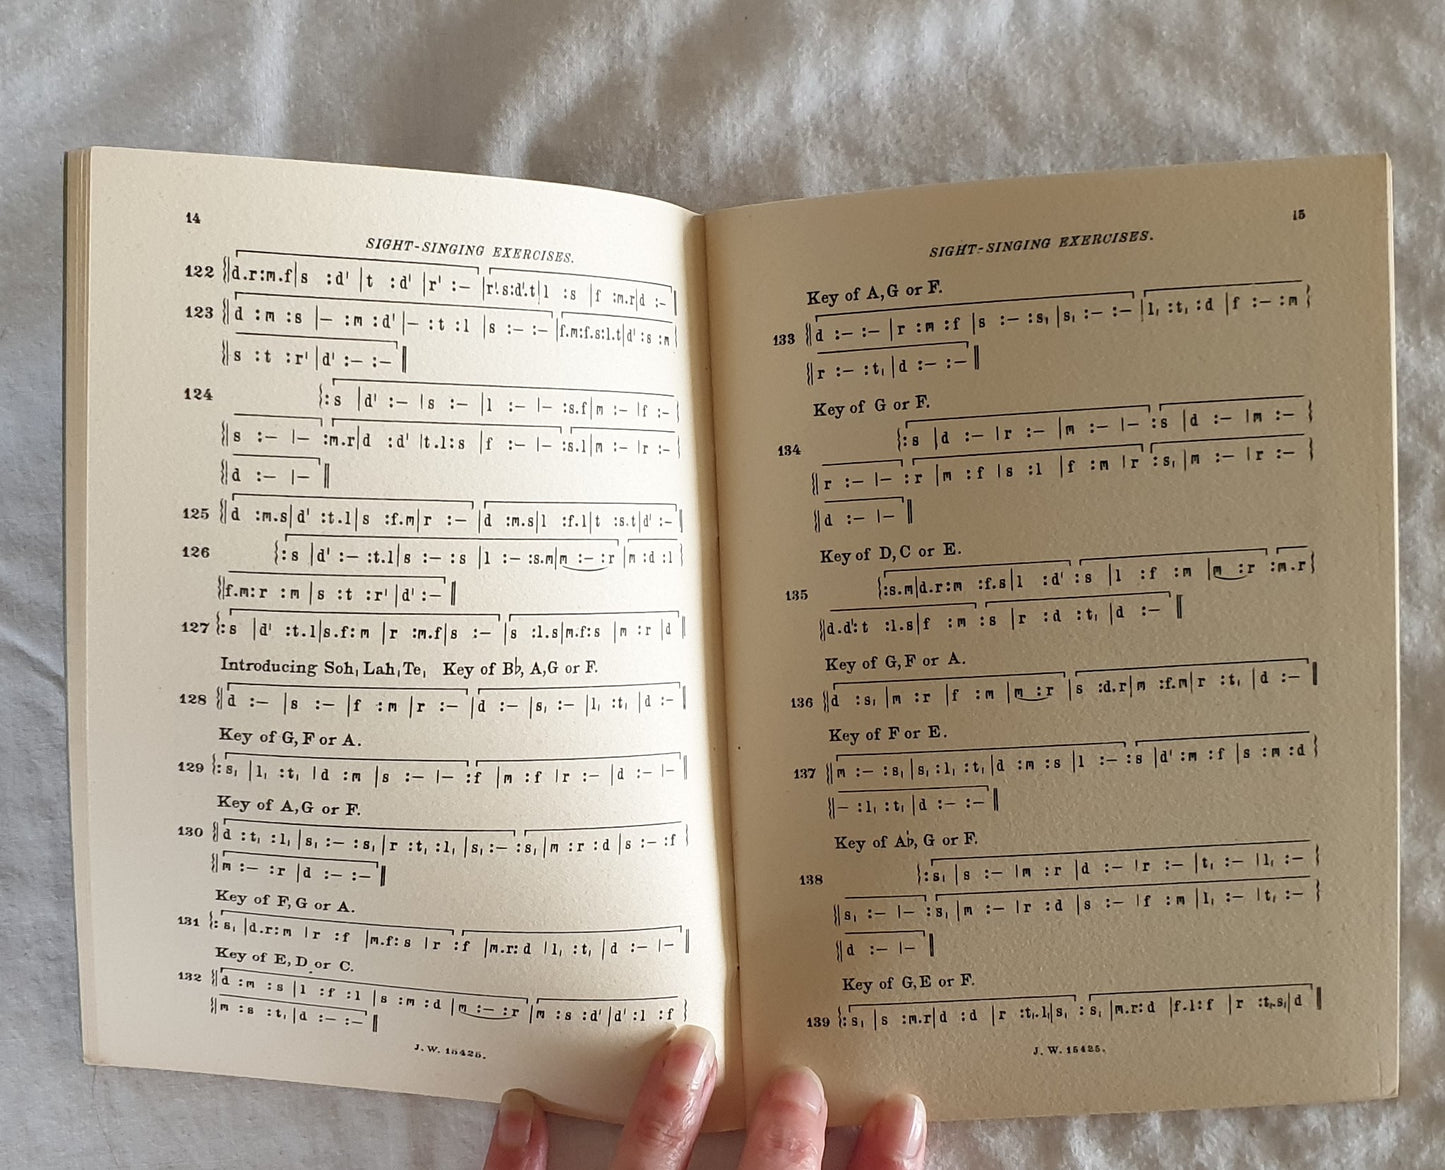 14
SIGHT-SINGING EXERCISES.
122 {|d.r:m.f|s :d' |t :d' |r' :– |r'.s:d'.t|l :s |f :m.r|d :–‖
123 {|d :m :s |– :m :d' |– :t :l |s :– :– |f.m:f.s:l.t|d' :s :m }
{|s :t :r' |d' :– :–‖
124 {:s |d' :– |s :– |l :– |– :s.f|m :– |f :– }
{|s :– |– :m.r|d :d' |t.l:s |f :– |– :s.l|m :– |r :– }
{|d :– |–‖
125 {|d :m.s|d' :t.l|s :f.m|r :– |d :m.s|l :f.l|t :s.t|d' :–‖
126 {:s |d' :– :t.l|s :– :s |l :– :s.m|m :– :r |m :d :l }
{|f.m:r :m |s :t :r' |d' :–‖
127 {:s |d' :t.l|s.f:m |r :m.f|s :– |s :l.s|m.f:s |m :r |d‖
Introducing Soh, Lah, Te, Key of B♭, A, G or F.
128 {|d :– |s :– |f :m |r :– |d :– |s, :– |l, :t, |d :–‖
Key of G, F or A.
129 {:s, |l, :t, |d :m |s :– |– :f |m :f |r :– |d :– |–‖
Key of A, G or F.
130 {|d :t, :l, |s, :– :s, |r :t, :l, |s, :– :s, |m :r :d |s :– :f }
{|m :– :r |d :– :–‖
Key of F, G or A.
131 {:s, |d.r:m |r :f |m.f:s |r :f |m.r:d |l, :t, |d :– |–‖
Key of E, D or C.
132 {|d :m :s |l :f :l |s :m :d |m :– :r |m :s :d' |d' :l :f }
{|m :s :t, |d :– :–‖
J. W. 15425.
15
SIGHT-SINGING EXERCISES.
Key of A, G or F.
133 {|d :– :– |r :m :f |s :– :s, |s, :– :– |l, :t, :d |f :– :m }
{|r :– :t, |d :– :–‖
Key of G or F.
134 {:s |d :– |r :– |m :– |– :s |d :– |m :– }
{|r :– |– :r |m :f |s :l |f :m |r :s, |m :– |r :– }
{|d :– |–‖
Key of D, C or E.
135 {:s.m|d.r:m :f.s|l :d' :s |l :f :m |m :r :m.r}
{|d.d':t :l.s|f :m :s |r :d :t, |d :–‖
Key of G, F or A.
136 {|d :s, |m :r |f :m |m :r |s :d.r|m :f.m|r :t, |d :–‖
Key of F or E.
137 {|m :– :s, |s, :l, :t, |d :m :s |l :– :s |d' :m :f |s :m :d }
{|– :l, :t, |d :– :–‖
Key of A♭, G or F.
138 {:s, |s :– |m :r |d :– |r :– |t, :– |l, :– }
{|s, :– |– :s, |m :– |r :d |s :– |f :m |l, :– |t, :– }
{|d :– |–‖
Key of G, E or F.
139 {:s, |s :m.r|d :d |r :t,.l,|s, :s, |m.r:d |f.l:f |r :t,.s,|d‖
J. W. 15425.